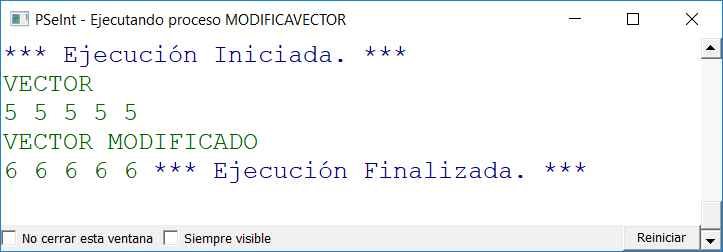 PSeInt - Ejecutando proceso MODIFICAVECTOR
*** Ejecución Iniciada. ***
VECTOR
5 5 5 5 5
VECTOR MODIFICADO
6 6 6 6 6 *** Ejecución Finalizada. ***
No cerrar esta ventana Siempre visible Reiniciar